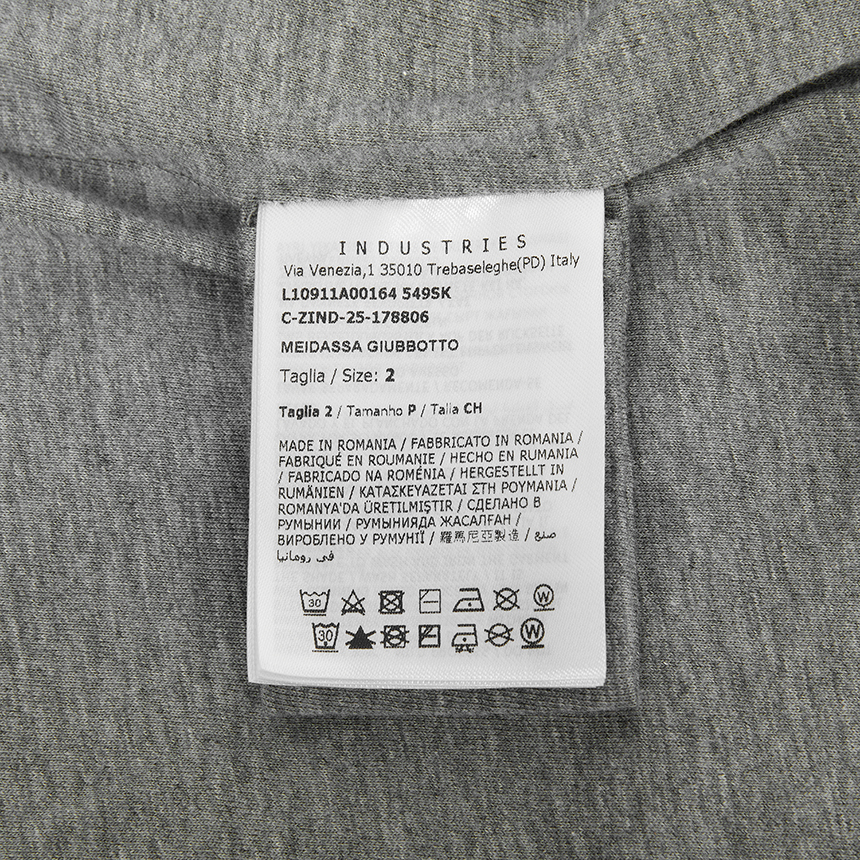 INDUSTRIES
Via Venezia,1 35010 Trebaseleghe(PD) Italy
L10911A00164 549SK
C-ZIND-25-178806
MEIDASSA GIUBBOTTO
Taglia / Size: 2
Taglia 2 / Tamanho P / Talla CH
MADE IN ROMANIA / FABBRICATO IN ROMANIA /
FABRIQUÉ EN ROUMANIE / HECHO EN RUMANIA
/ FABRICADO NA ROMÉNIA / HERGESTELLT IN
RUMÄNIEN / ΚΑΤΑΣΚΕΥΑΖΕΤΑΙ ΣΤΗ ΡΟΥΜΑΝΙΑ /
ROMANYA'DA ÜRETILMIŞTIR / СДЕЛАНО В
РУМЫНИИ / РУМЫНИЯДА ЖАСАЛҒАН /
ВИРОБЛЕНО У РУМУНІЇ / 羅馬尼亞製造 / صنع
في رومانيا
30 W
30 W